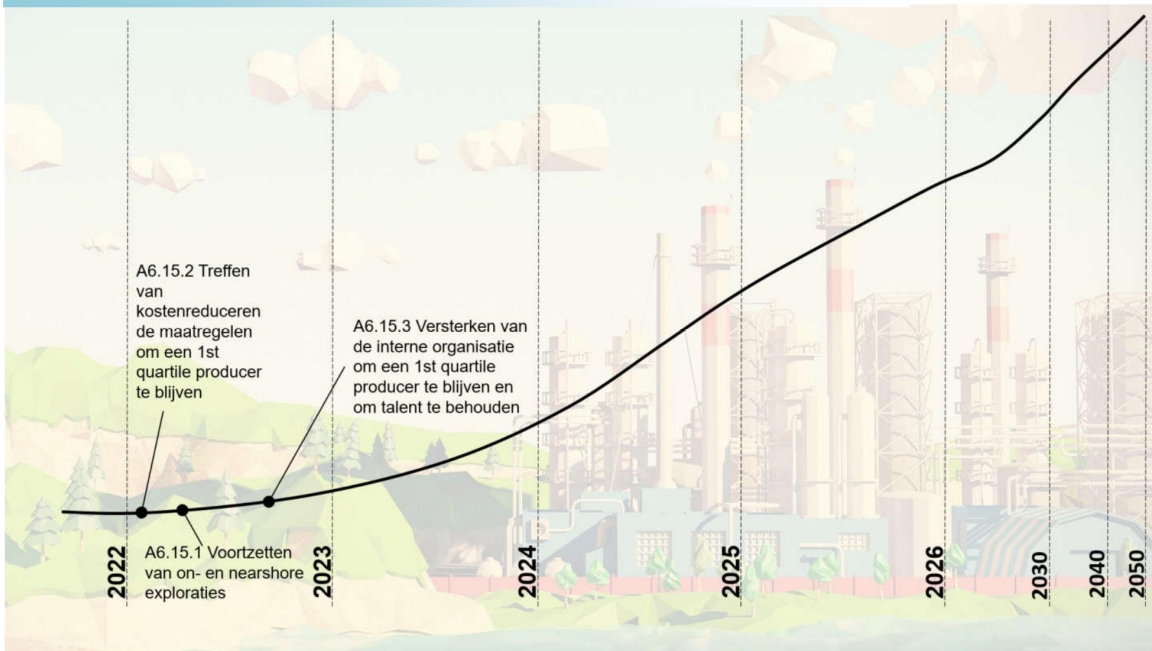 A6.15.2 Treffen
van
kostenreduceren
de maatregelen
om een 1st
quartile producer
te blijven
A6.15.3 Versterken van
de interne organisatie
om een 1st quartile
producer te blijven en
om talent te behouden
A6.15.1 Voortzetten
van on- en nearshore
exploraties
2022
2023
2024
2025
2026
2030
2040
2050